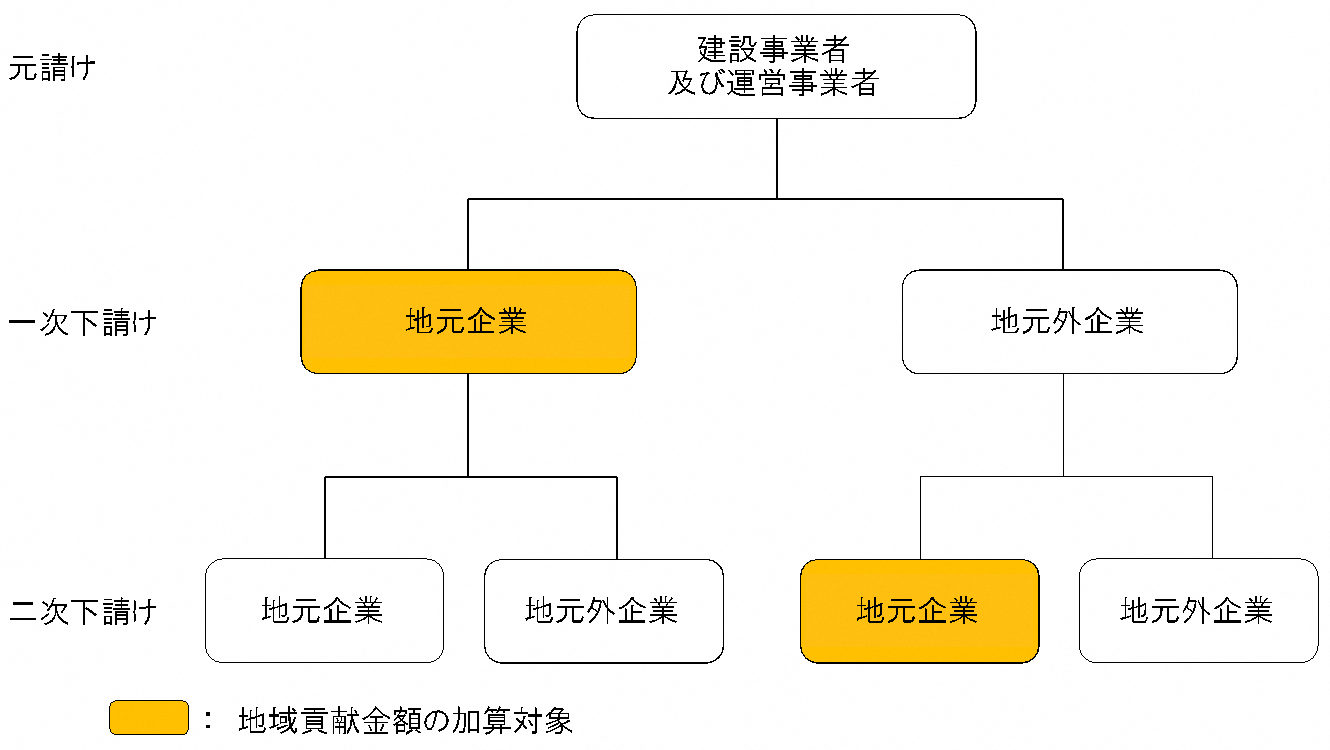 元請け
建設事業者
及び運営事業者
一次下請け
地元企業
地元外企業
二次下請け
地元企業
地元外企業
地元企業
地元外企業
： 地域貢献金額の加算対象